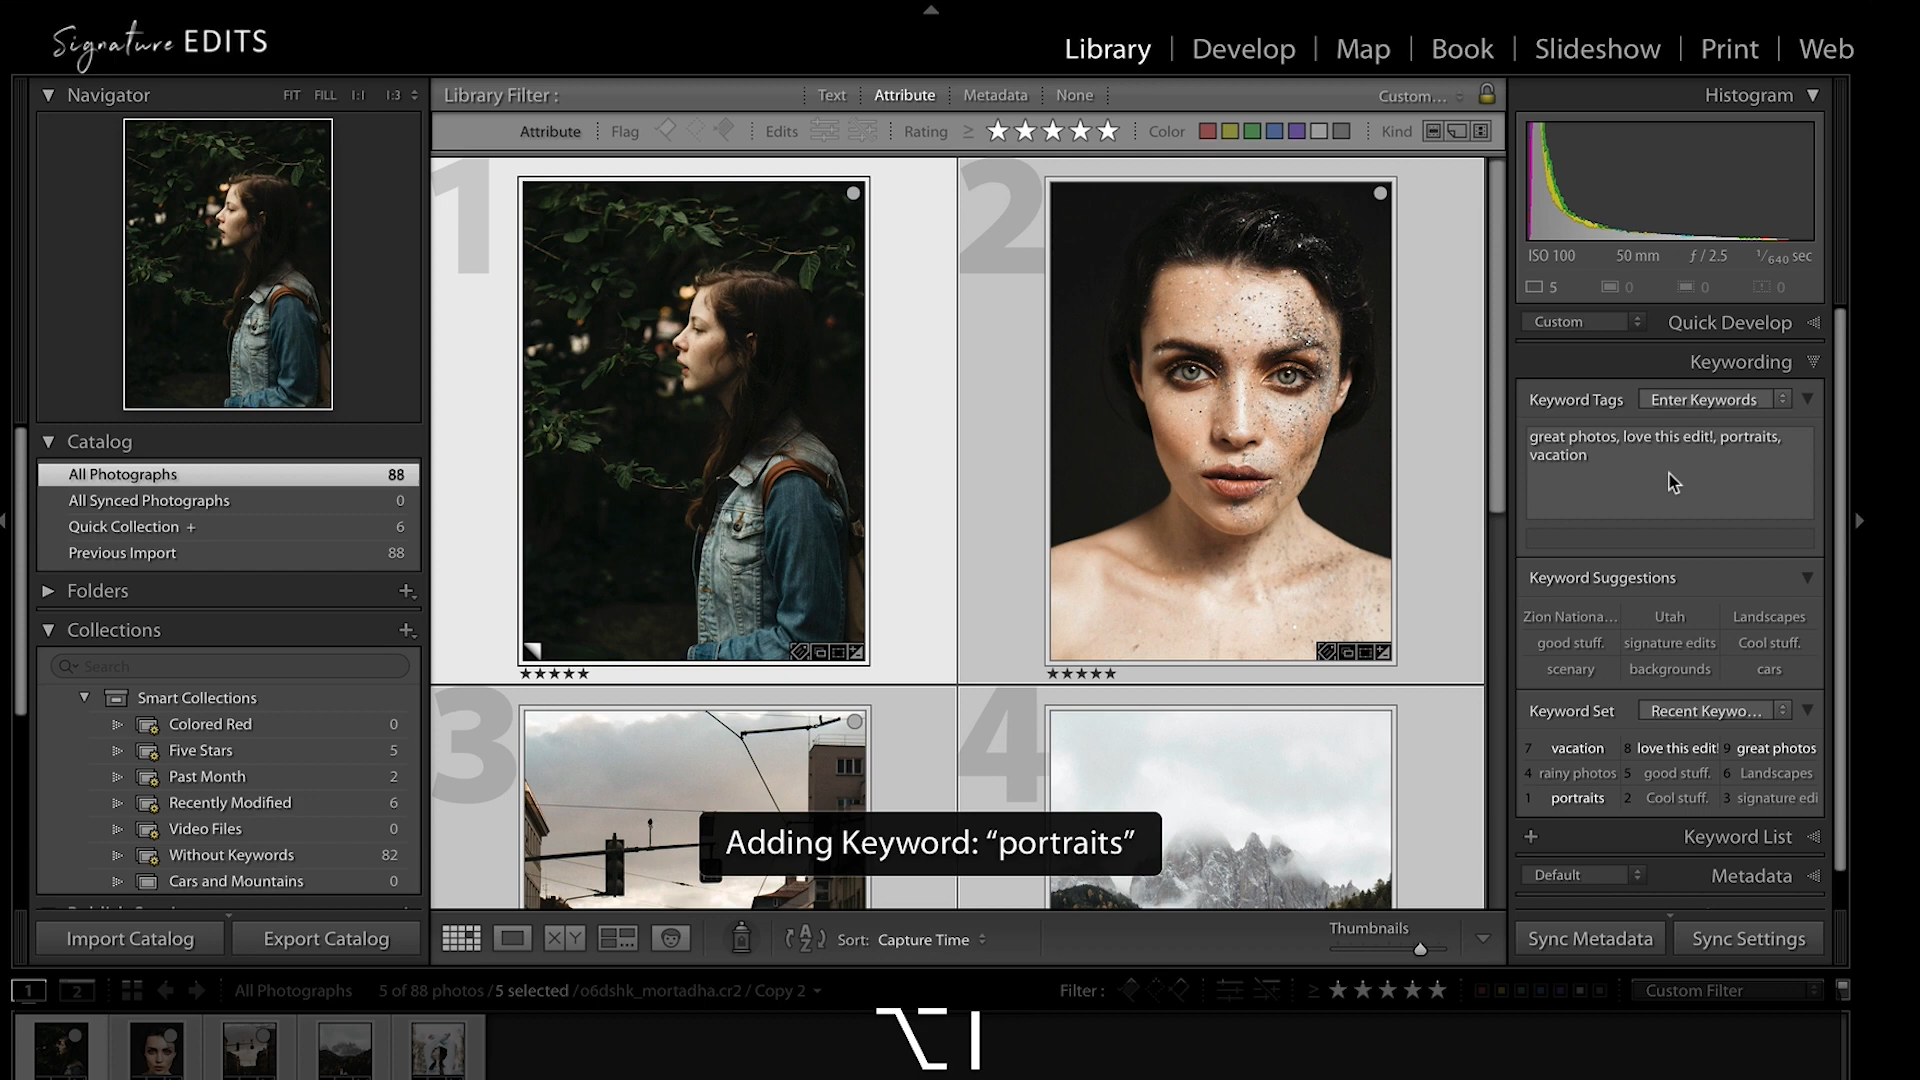 Signature EDITS
Library | Develop | Map | Book | Slideshow | Print | Web
Navigator FIT FILL 1:1 1:3
Library Filter : Text Attribute Metadata None Custom...
Histogram
Attribute Flag Edits Rating ≥ ★★★★★ Color Kind
1
2
ISO 100 50 mm ƒ / 2.5 1/640 sec
5 0 0 0
Custom Quick Develop
Keywording
Keyword Tags Enter Keywords
great photos, love this edit!, portraits,
vacation
Catalog
All Photographs 88
All Synced Photographs 0
Quick Collection + 6
Previous Import 88
Folders
Collections
Search
Smart Collections
Colored Red 0
Five Stars 5
Past Month 2
Recently Modified 6
Video Files 0
Without Keywords 82
Cars and Mountains 0
★★★★★
★★★★★
3
4
Keyword Suggestions
Zion Nationa... Utah Landscapes
good stuff. signature edits Cool stuff.
scenary backgrounds cars
Keyword Set Recent Keywo...
7 vacation 8 love this edit! 9 great photos
4 rainy photos 5 good stuff. 6 Landscapes
1 portraits 2 Cool stuff. 3 signature edi
Keyword List
Default Metadata
Adding Keyword: “portraits”
Import Catalog Export Catalog
XY
Sort: Capture Time
Thumbnails
Sync Metadata Sync Settings
1 2 All Photographs 5 of 88 photos / 5 selected / o6dshk_mortadha.cr2 / Copy 2
Filter : ≥ ★★★★★ Custom Filter
⌥ |